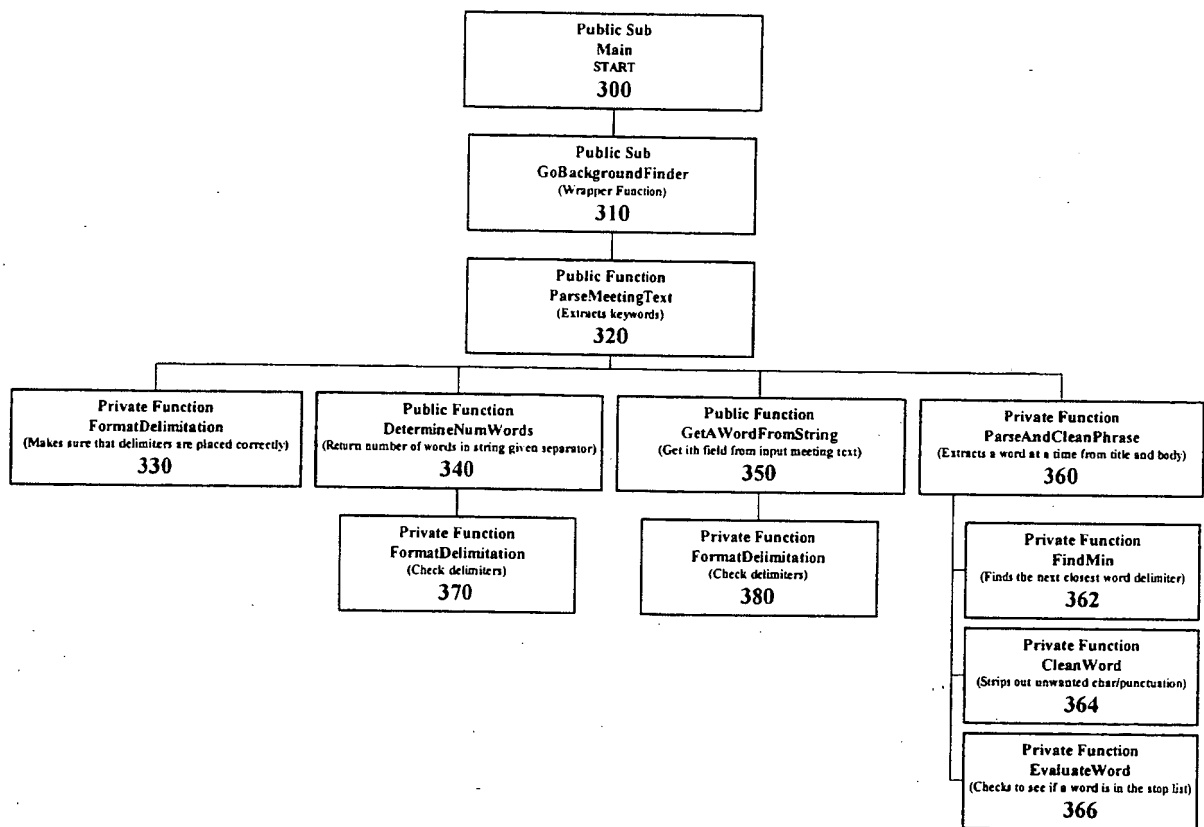 Public Sub
Main
START
300
Public Sub
GoBackgroundFinder
(Wrapper Function)
310
Public Function
ParseMeetingText
(Extracts keywords)
320
Private Function
FormatDelimitation
(Makes sure that delimiters are placed correctly)
330
Public Function
DetermineNumWords
(Return number of words in string given separator)
340
Public Function
GetAWordFromString
(Get ith field from input meeting text)
350
Private Function
ParseAndCleanPhrase
(Extracts a word at a time from title and body)
360
Private Function
FormatDelimitation
(Check delimiters)
370
Private Function
FormatDelimitation
(Check delimiters)
380
Private Function
FindMin
(Finds the next closest word delimiter)
362
Private Function
CleanWord
(Strips out unwanted char/punctuation)
364
Private Function
EvaluateWord
(Checks to see if a word is in the stop list)
366